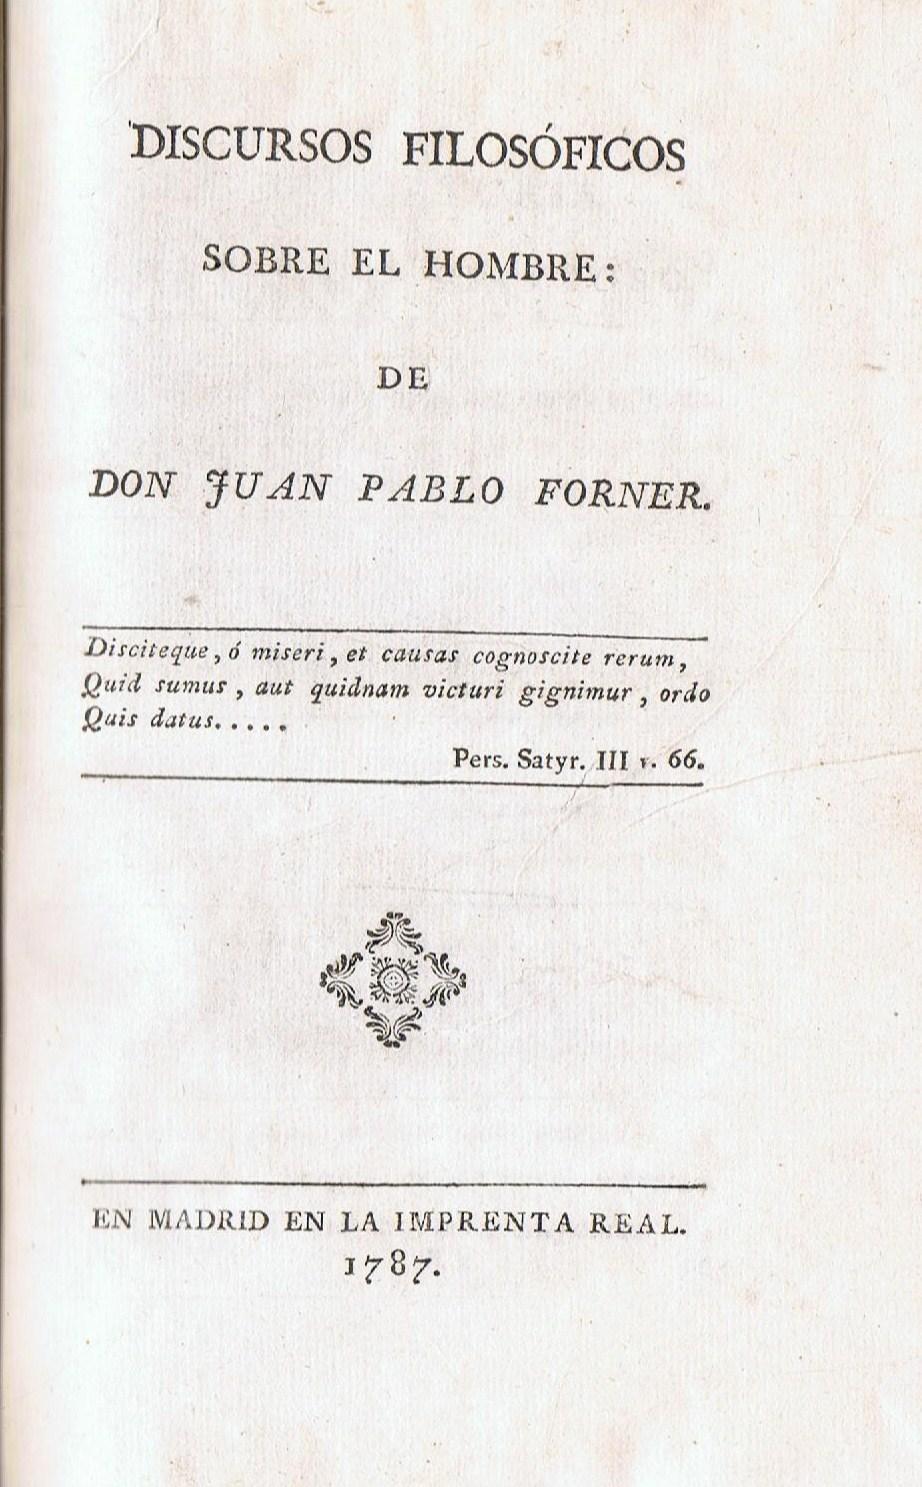 DISCURSOS FILOSÓFICOS
SOBRE EL HOMBRE:
DE
DON JUAN PABLO FORNER.
Disciteque, ó miseri, et causas cognoscite rerum,
Quid sumus, aut quidnam victuri gignimur, ordo
Quis datus.....
Pers. Satyr. III v. 66.
EN MADRID EN LA IMPRENTA REAL.
1787.